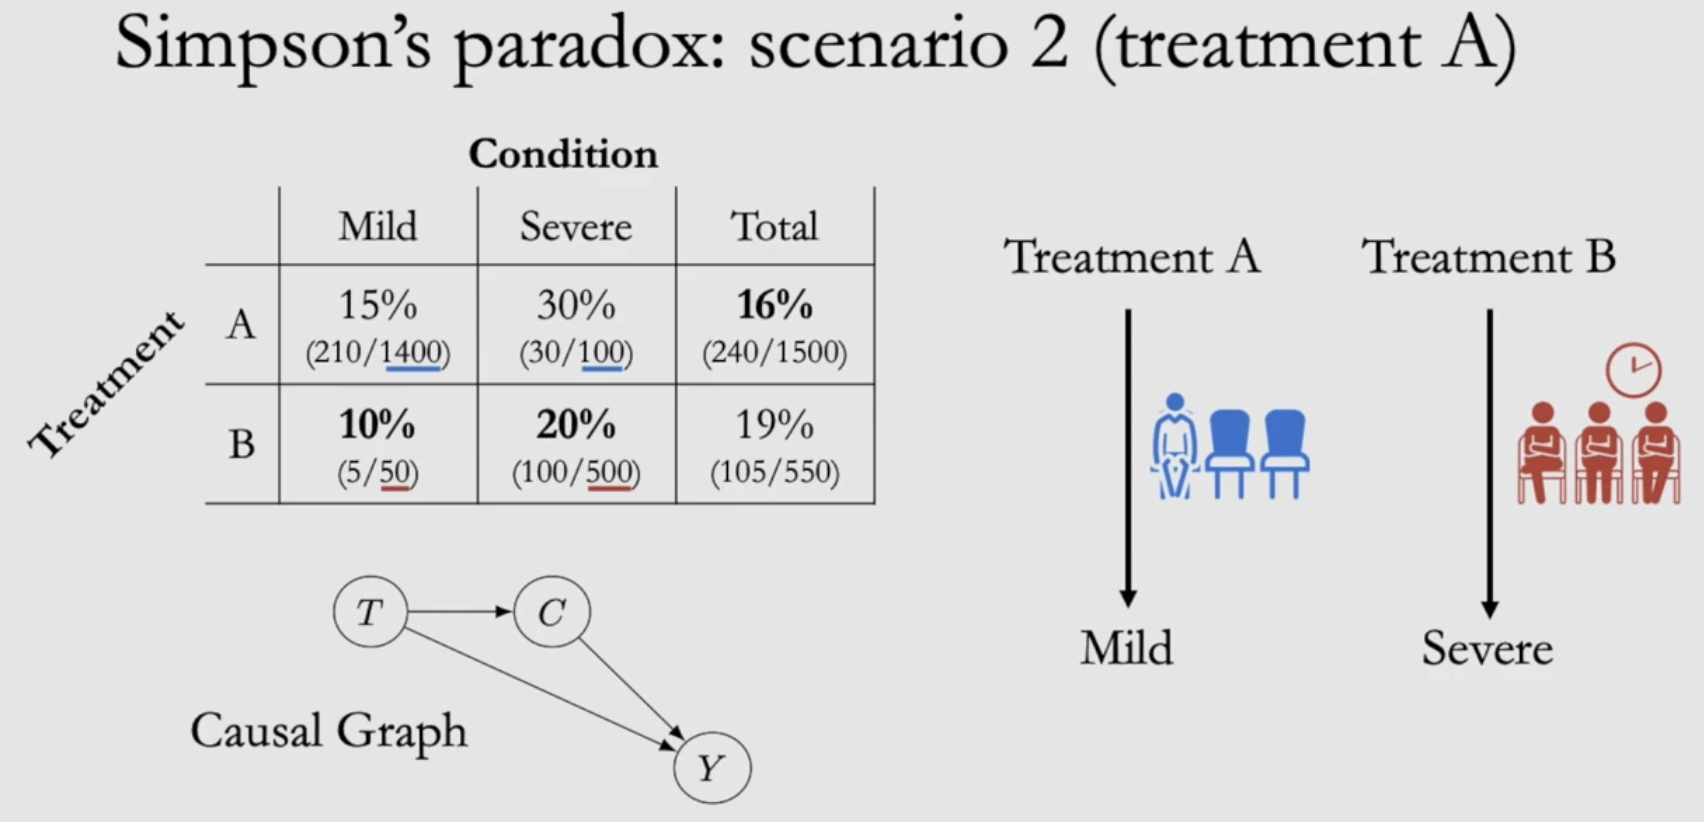 Simpson’s paradox: scenario 2 (treatment A)
Condition
Mild Severe Total
Treatment
A 15% 30% 16%
(210/1400) (30/100) (240/1500)
B 10% 20% 19%
(5/50) (100/500) (105/550)
Treatment A Treatment B
Mild Severe
T C
Y
Causal Graph